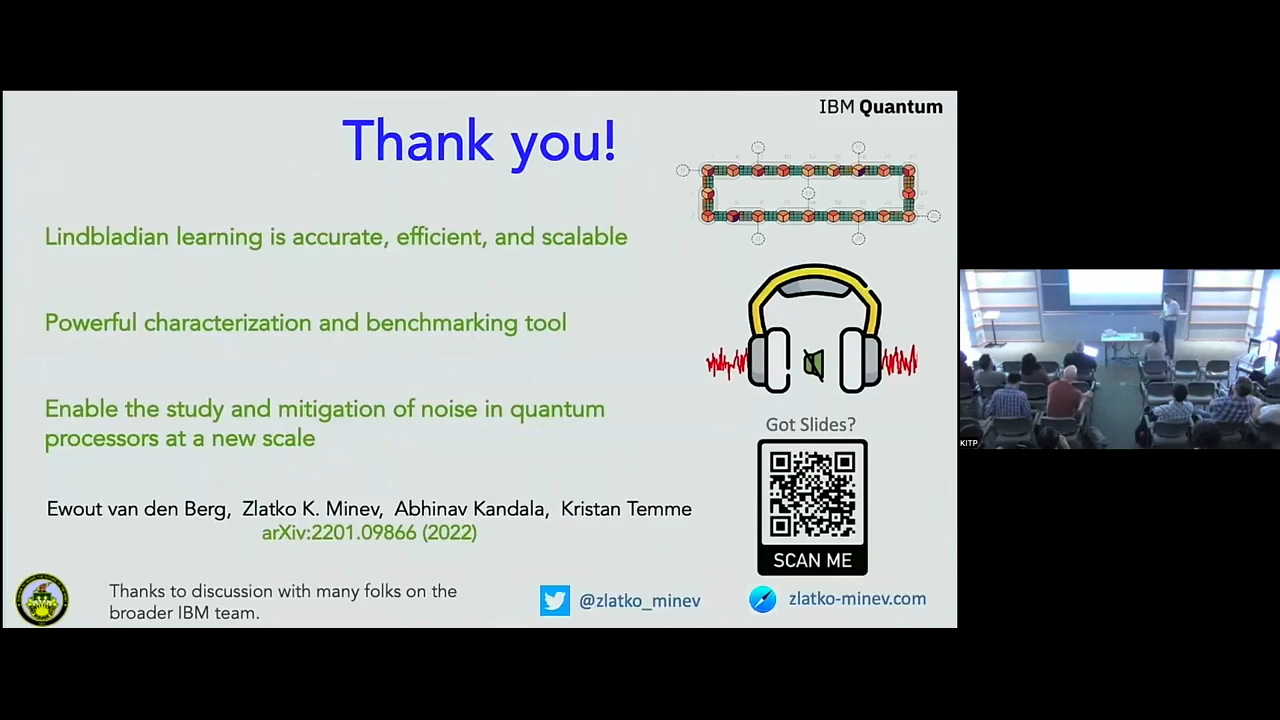 IBM Quantum
Thank you!
Lindbladian learning is accurate, efficient, and scalable
Powerful characterization and benchmarking tool
Enable the study and mitigation of noise in quantum
processors at a new scale
Got Slides?
SCAN ME
Ewout van den Berg, Zlatko K. Minev, Abhinav Kandala, Kristan Temme
arXiv:2201.09866 (2022)
Thanks to discussion with many folks on the
broader IBM team.
@zlatko_minev
zlatko-minev.com
KITP